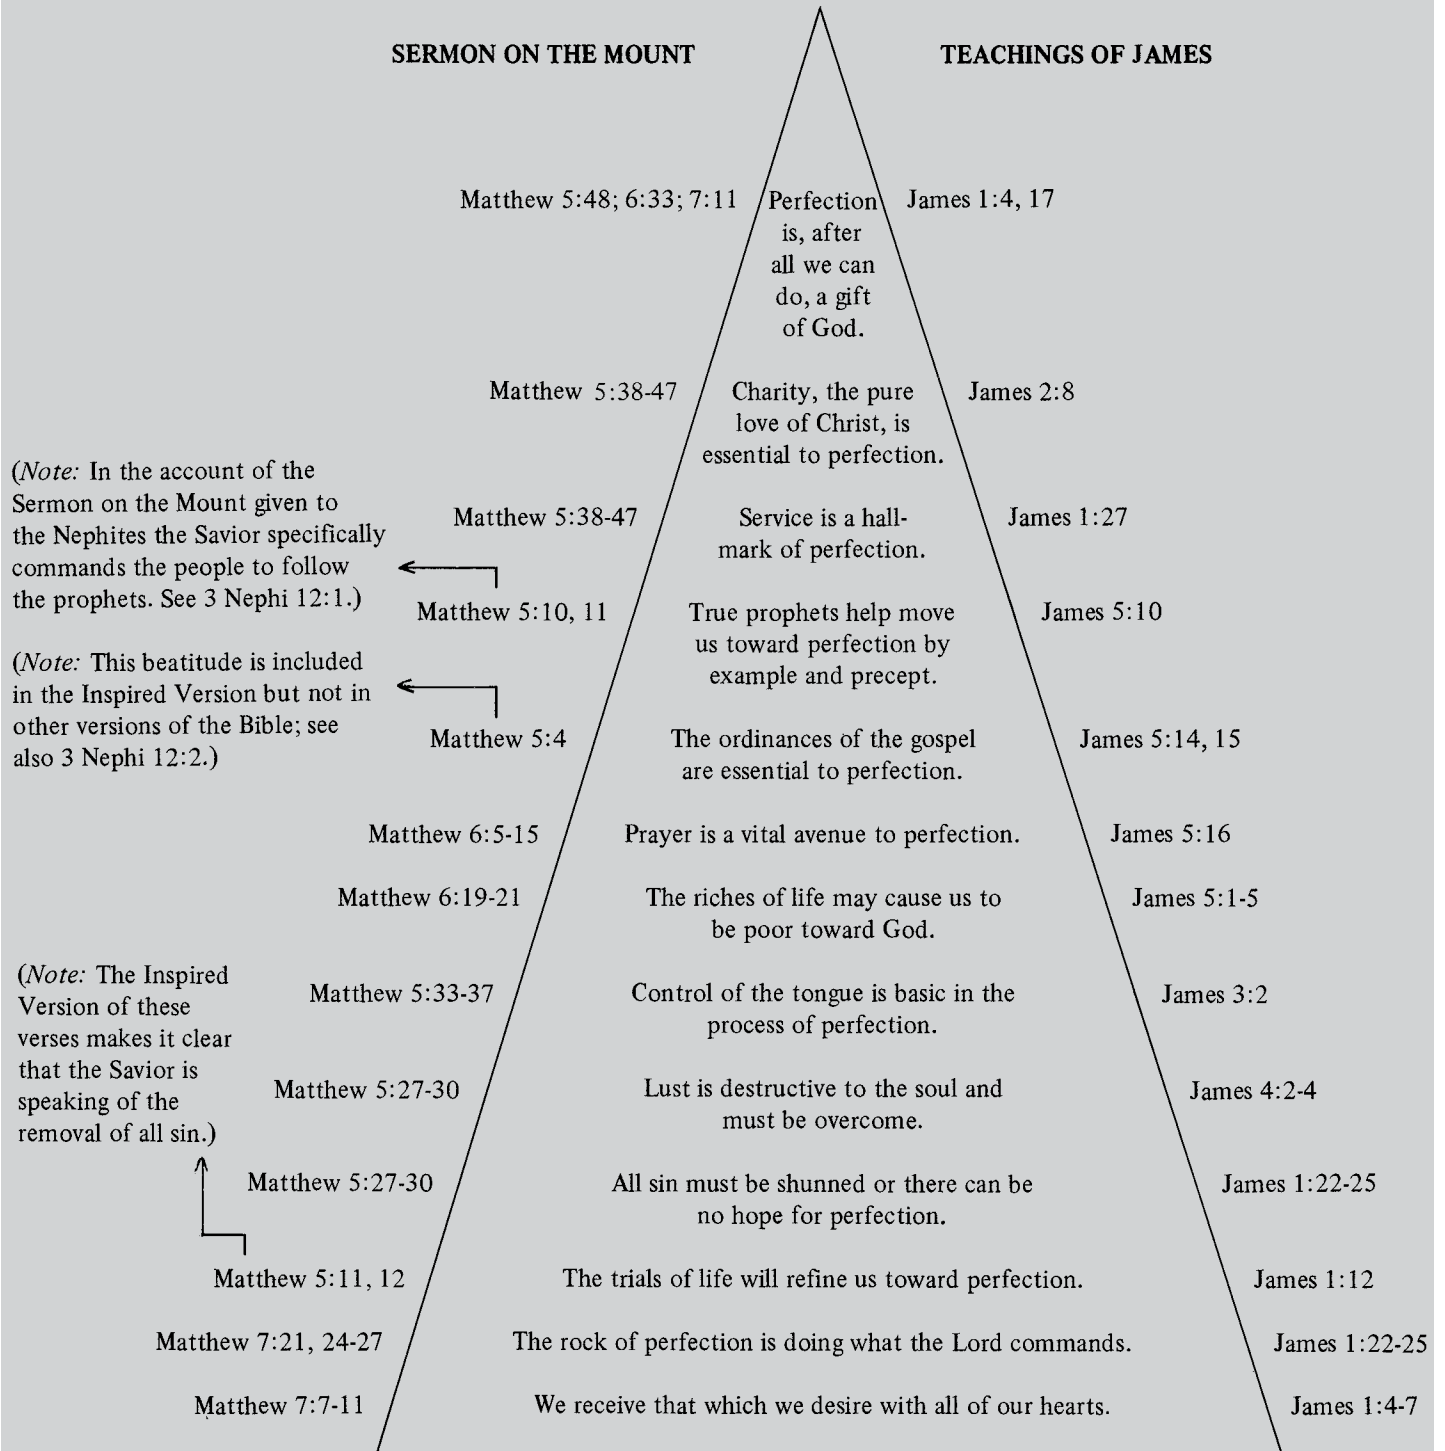 SERMON ON THE MOUNT
TEACHINGS OF JAMES
Matthew 5:48; 6:33; 7:11
Perfection
is, after
all we can
do, a gift
of God.
James 1:4, 17
Matthew 5:38-47
Charity, the pure
love of Christ, is
essential to perfection.
James 2:8
(Note: In the account of the
Sermon on the Mount given to
the Nephites the Savior specifically
commands the people to follow
the prophets. See 3 Nephi 12:1.)
Matthew 5:38-47
Service is a hall-
mark of perfection.
James 1:27
Matthew 5:10, 11
True prophets help move
us toward perfection by
example and precept.
James 5:10
(Note: This beatitude is included
in the Inspired Version but not in
other versions of the Bible; see
also 3 Nephi 12:2.)
Matthew 5:4
The ordinances of the gospel
are essential to perfection.
James 5:14, 15
Matthew 6:5-15
Prayer is a vital avenue to perfection.
James 5:16
Matthew 6:19-21
The riches of life may cause us to
be poor toward God.
James 5:1-5
(Note: The Inspired
Version of these
verses makes it clear
that the Savior is
speaking of the
removal of all sin.)
Matthew 5:33-37
Control of the tongue is basic in the
process of perfection.
James 3:2
Matthew 5:27-30
Lust is destructive to the soul and
must be overcome.
James 4:2-4
Matthew 5:27-30
All sin must be shunned or there can be
no hope for perfection.
James 1:22-25
Matthew 5:11, 12
The trials of life will refine us toward perfection.
James 1:12
Matthew 7:21, 24-27
The rock of perfection is doing what the Lord commands.
James 1:22-25
Matthew 7:7-11
We receive that which we desire with all of our hearts.
James 1:4-7